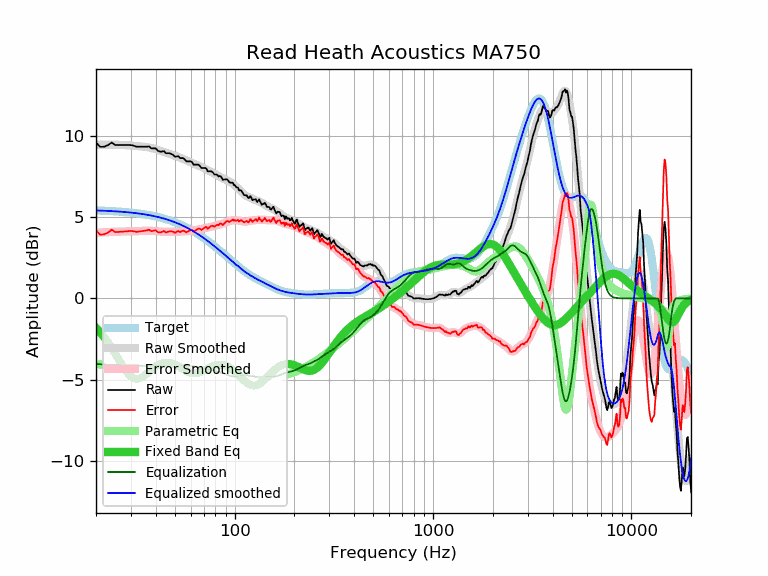 Read Heath Acoustics MA750
Amplitude (dBr)
10
5
0
−5
−10
Target
Raw Smoothed
Error Smoothed
Raw
Error
Parametric Eq
Fixed Band Eq
Equalization
Equalized smoothed
100
1000
10000
Frequency (Hz)